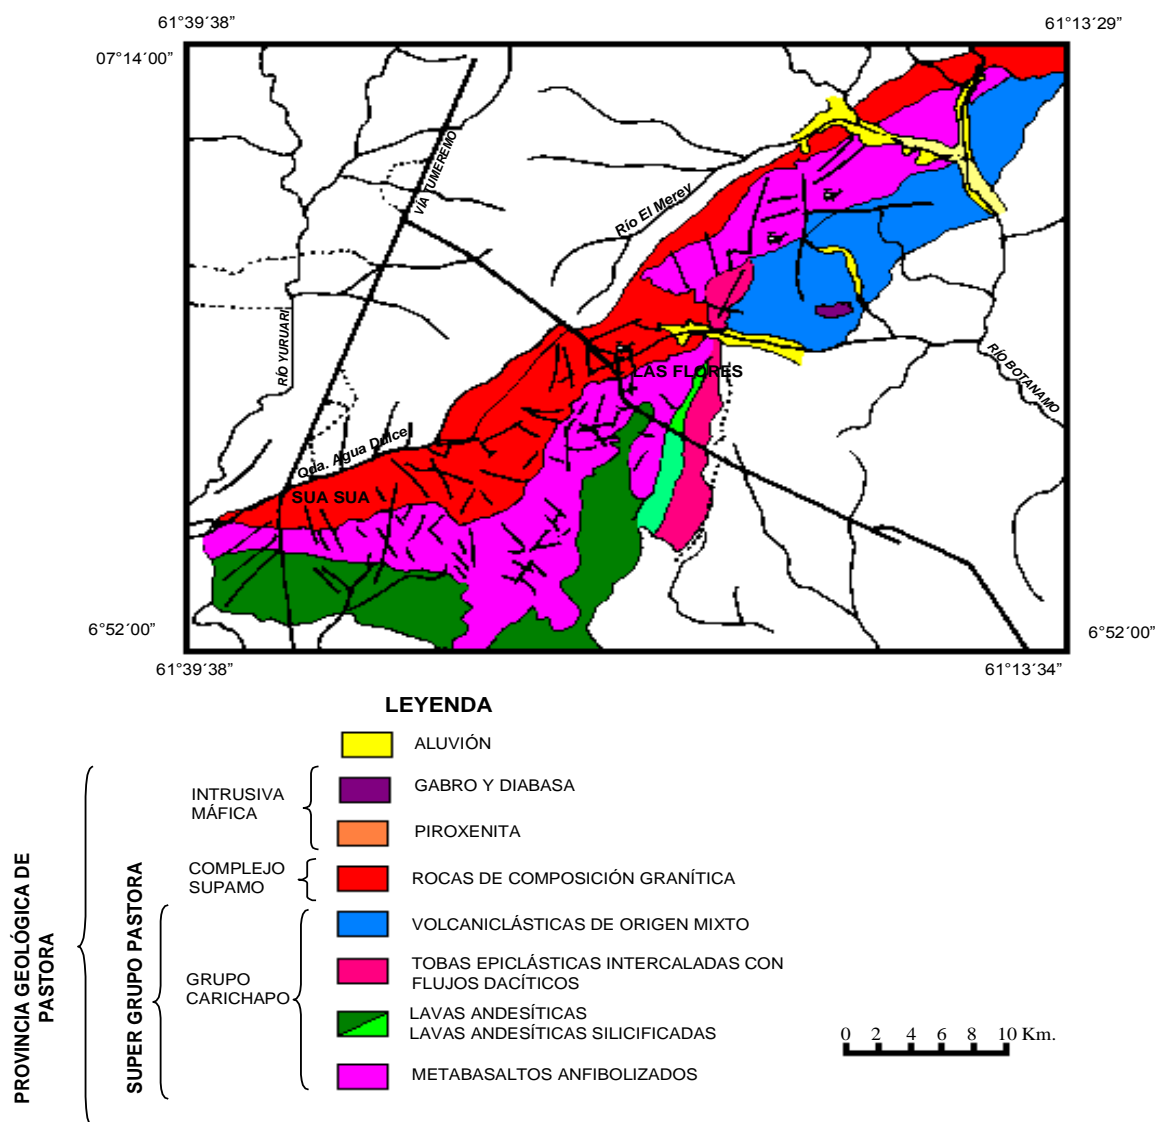 61°39´38”
61°13´29”
07°14´00”
VÍA TUMEREMO
Río El Merey
RÍO YURUARÍ
RÍO BOTANAMO
LAS FLORES
Qda. Agua Dulce
SUA SUA
6°52´00”
6°52´00”
61°39´38”
61°13´34”
LEYENDA
ALUVIÓN
INTRUSIVA
MÁFICA
GABRO Y DIABASA
PIROXENITA
COMPLEJO
SUPAMO
ROCAS DE COMPOSICIÓN GRANÍTICA
VOLCANICLÁSTICAS DE ORIGEN MIXTO
TOBAS EPICLÁSTICAS INTERCALADAS CON
FLUJOS DACÍTICOS
GRUPO
CARICHAPO
LAVAS ANDESÍTICAS
LAVAS ANDESÍTICAS SILICIFICADAS
METABASALTOS ANFIBOLIZADOS
PROVINCIA GEOLÓGICA DE
PASTORA
SUPER GRUPO PASTORA
0 2 4 6 8 10 Km.